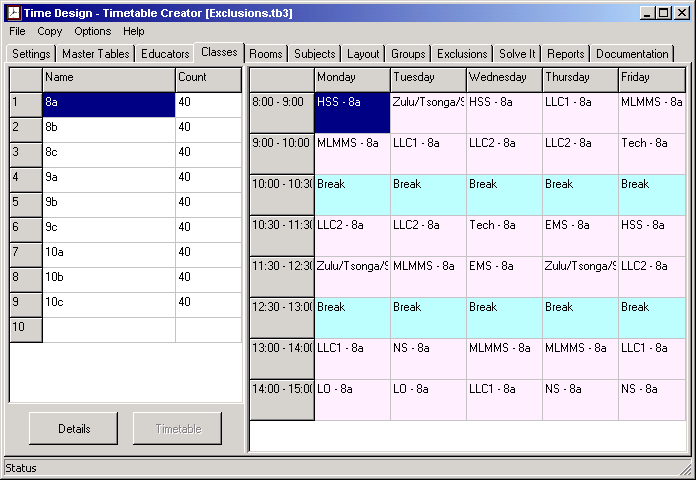 Time Design - Timetable Creator [Exclusions.tb3]
File Copy Options Help
Settings Master Tables Educators Classes Rooms Subjects Layout Groups Exclusions Solve It Reports Documentation
Name Count
1 8a 40
2 8b 40
3 8c 40
4 9a 40
5 9b 40
6 9c 40
7 10a 40
8 10b 40
9 10c 40
10
Monday Tuesday Wednesday Thursday Friday
8:00 - 9:00 HSS - 8a Zulu/Tsonga/S HSS - 8a LLC1 - 8a MLMMS - 8a
9:00 - 10:00 MLMMS - 8a LLC1 - 8a LLC2 - 8a LLC2 - 8a Tech - 8a
10:00 - 10:30 Break Break Break Break Break
10:30 - 11:30 LLC2 - 8a LLC2 - 8a Tech - 8a EMS - 8a HSS - 8a
11:30 - 12:30 Zulu/Tsonga/S MLMMS - 8a EMS - 8a Zulu/Tsonga/S LLC2 - 8a
12:30 - 13:00 Break Break Break Break Break
13:00 - 14:00 LLC1 - 8a NS - 8a MLMMS - 8a MLMMS - 8a LLC1 - 8a
14:00 - 15:00 LO - 8a LO - 8a LLC1 - 8a NS - 8a NS - 8a
Details Timetable
Status